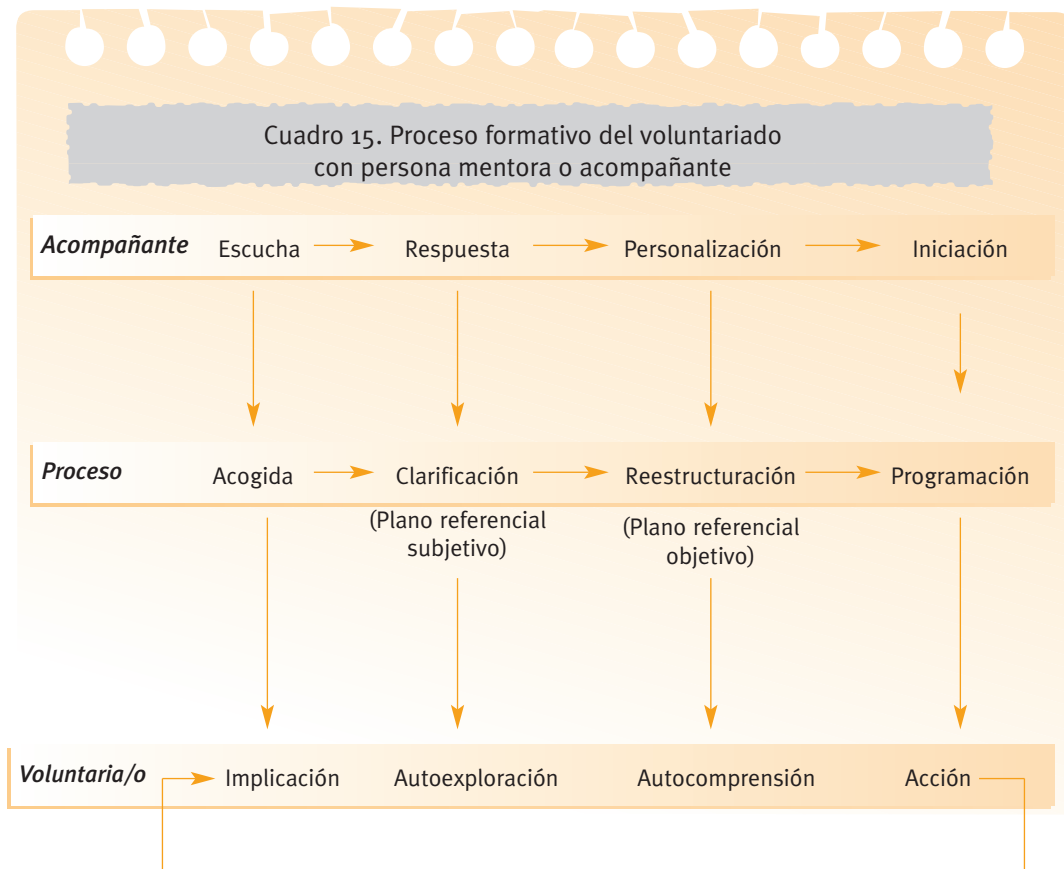 Cuadro 15. Proceso formativo del voluntariado
con persona mentora o acompañante
Acompañante Escucha Respuesta Personalización Iniciación
Proceso Acogida Clarificación Reestructuración Programación
(Plano referencial
subjetivo)
(Plano referencial
objetivo)
Voluntaria/o Implicación Autoexploración Autocomprensión Acción